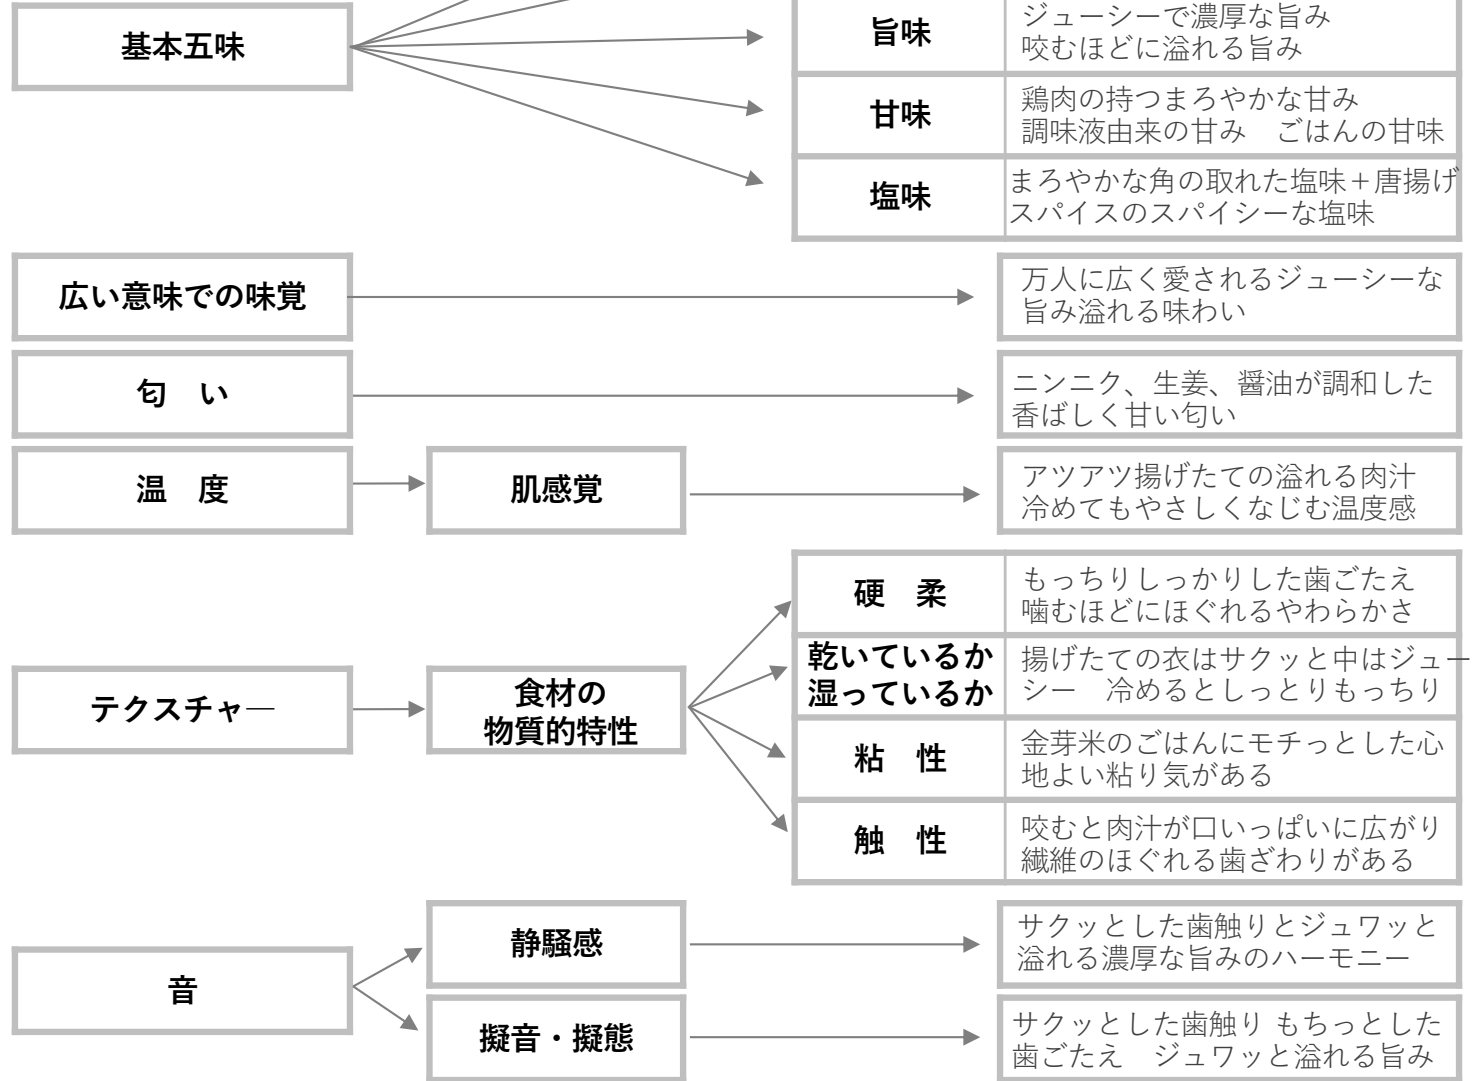 基本五味
旨味
ジューシーで濃厚な旨み
咬むほどに溢れる旨み
甘味
鶏肉の持つまろやかな甘み
調味液由来の甘み　ごはんの甘味
塩味
まろやかな角の取れた塩味＋唐揚げ
スパイスのスパイシーな塩味
広い意味での味覚
万人に広く愛されるジューシーな
旨み溢れる味わい
匂　い
ニンニク、生姜、醤油が調和した
香ばしく甘い匂い
温　度
肌感覚
アツアツ揚げたての溢れる肉汁
冷めてもやさしくなじむ温度感
テクスチャ―
食材の
物質的特性
硬　柔
もっちりしっかりした歯ごたえ
噛むほどにほぐれるやわらかさ
乾いているか
湿っているか
揚げたての衣はサクッと中はジュー
シー　冷めるとしっとりもっちり
粘　性
金芽米のごはんにモチっとした心
地よい粘り気がある
触　性
咬むと肉汁が口いっぱいに広がり
繊維のほぐれる歯ざわりがある
音
静騒感
サクッとした歯触りとジュワッと
溢れる濃厚な旨みのハーモニー
擬音・擬態
サクッとした歯触り もちっとした
歯ごたえ　ジュワッと溢れる旨み